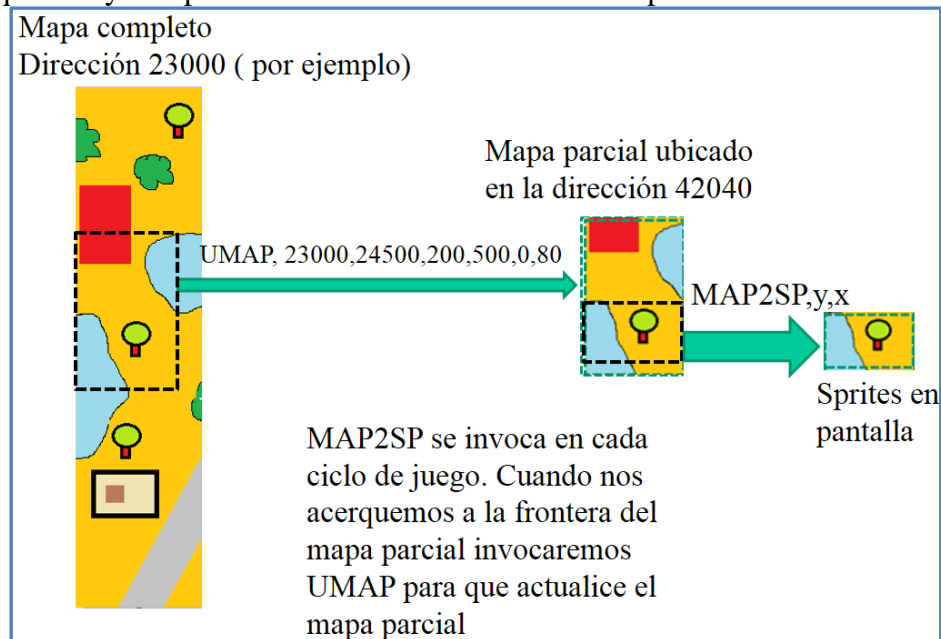 Mapa completo
Dirección 23000 ( por ejemplo)
Mapa parcial ubicado
en la dirección 42040
UMAP, 23000,24500,200,500,0,80
MAP2SP,y,x
Sprites en
pantalla
MAP2SP se invoca en cada
ciclo de juego. Cuando nos
acerquemos a la frontera del
mapa parcial invocaremos
UMAP para que actualice el
mapa parcial